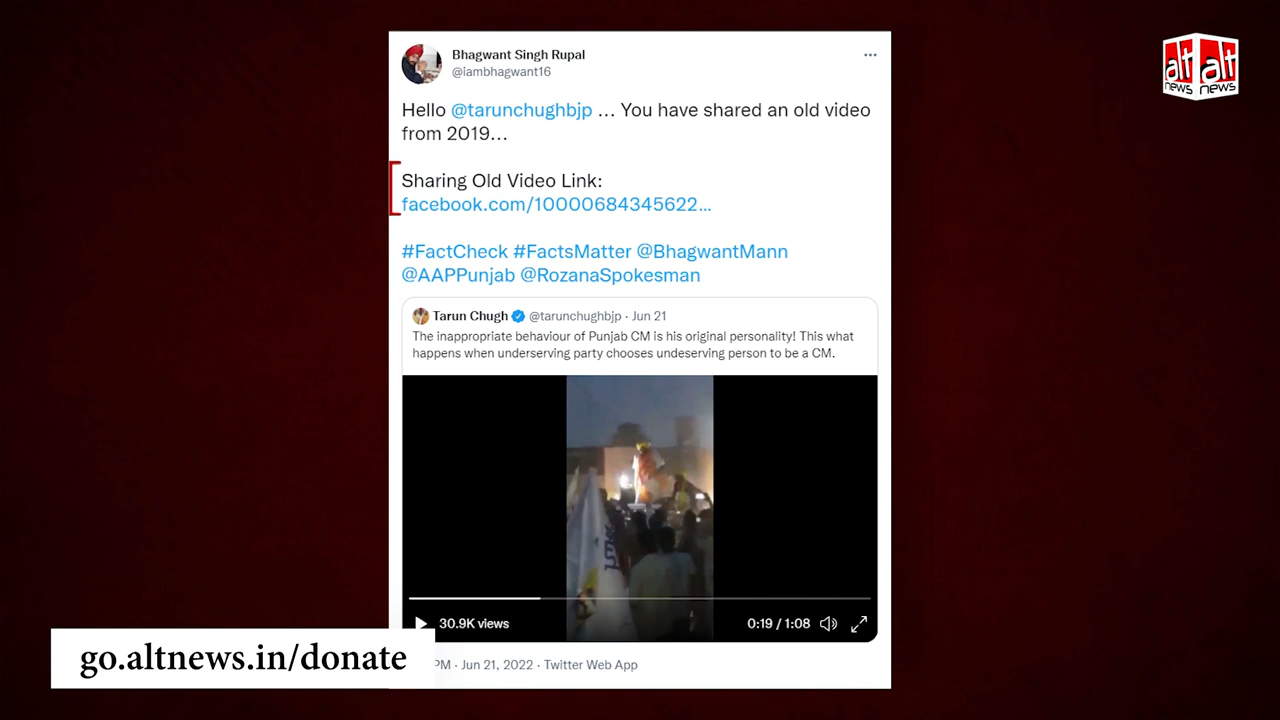 Bhagwant Singh Rupal
@iambhagwant16
Hello @tarunchughbjp ... You have shared an old video
from 2019...
Sharing Old Video Link:
facebook.com/10000684345622...
#FactCheck #FactsMatter @BhagwantMann
@AAPPunjab @RozanaSpokesman
Tarun Chugh @tarunchughbjp · Jun 21
The inappropriate behaviour of Punjab CM is his original personality! This what
happens when underserving party chooses undeserving person to be a CM.
30.9K views
0:19 / 1:08
PM · Jun 21, 2022 · Twitter Web App
go.altnews.in/donate
alt alt
news news